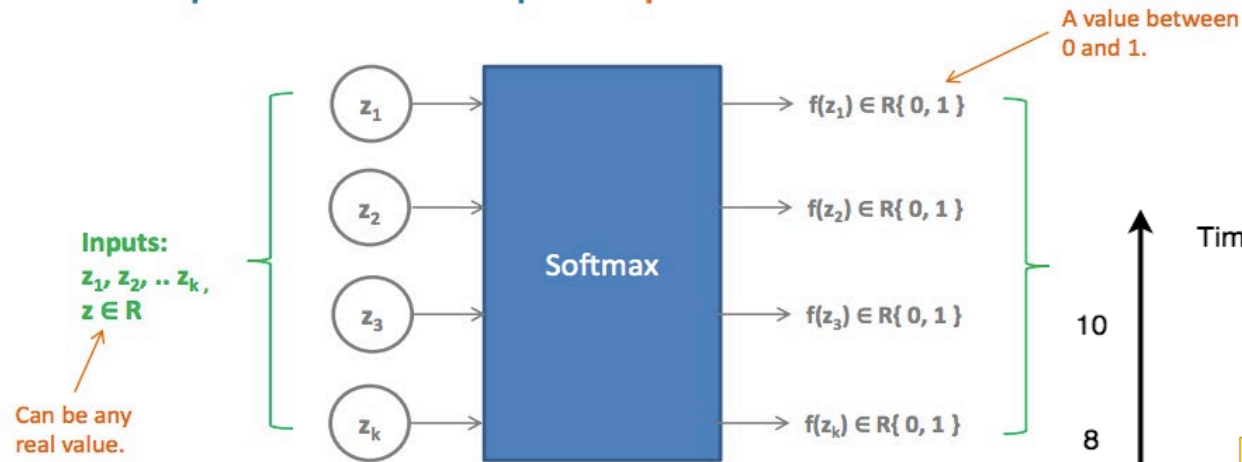 A value between
0 and 1.
z₁
f(z₁) ∈ R{ 0, 1 }
z₂
f(z₂) ∈ R{ 0, 1 }
Inputs:
z₁, z₂, .. zₖ ,
z ∈ R
Softmax
z₃
f(z₃) ∈ R{ 0, 1 }
Can be any
real value.
zₖ
f(zₖ) ∈ R{ 0, 1 }
Tim
10
8